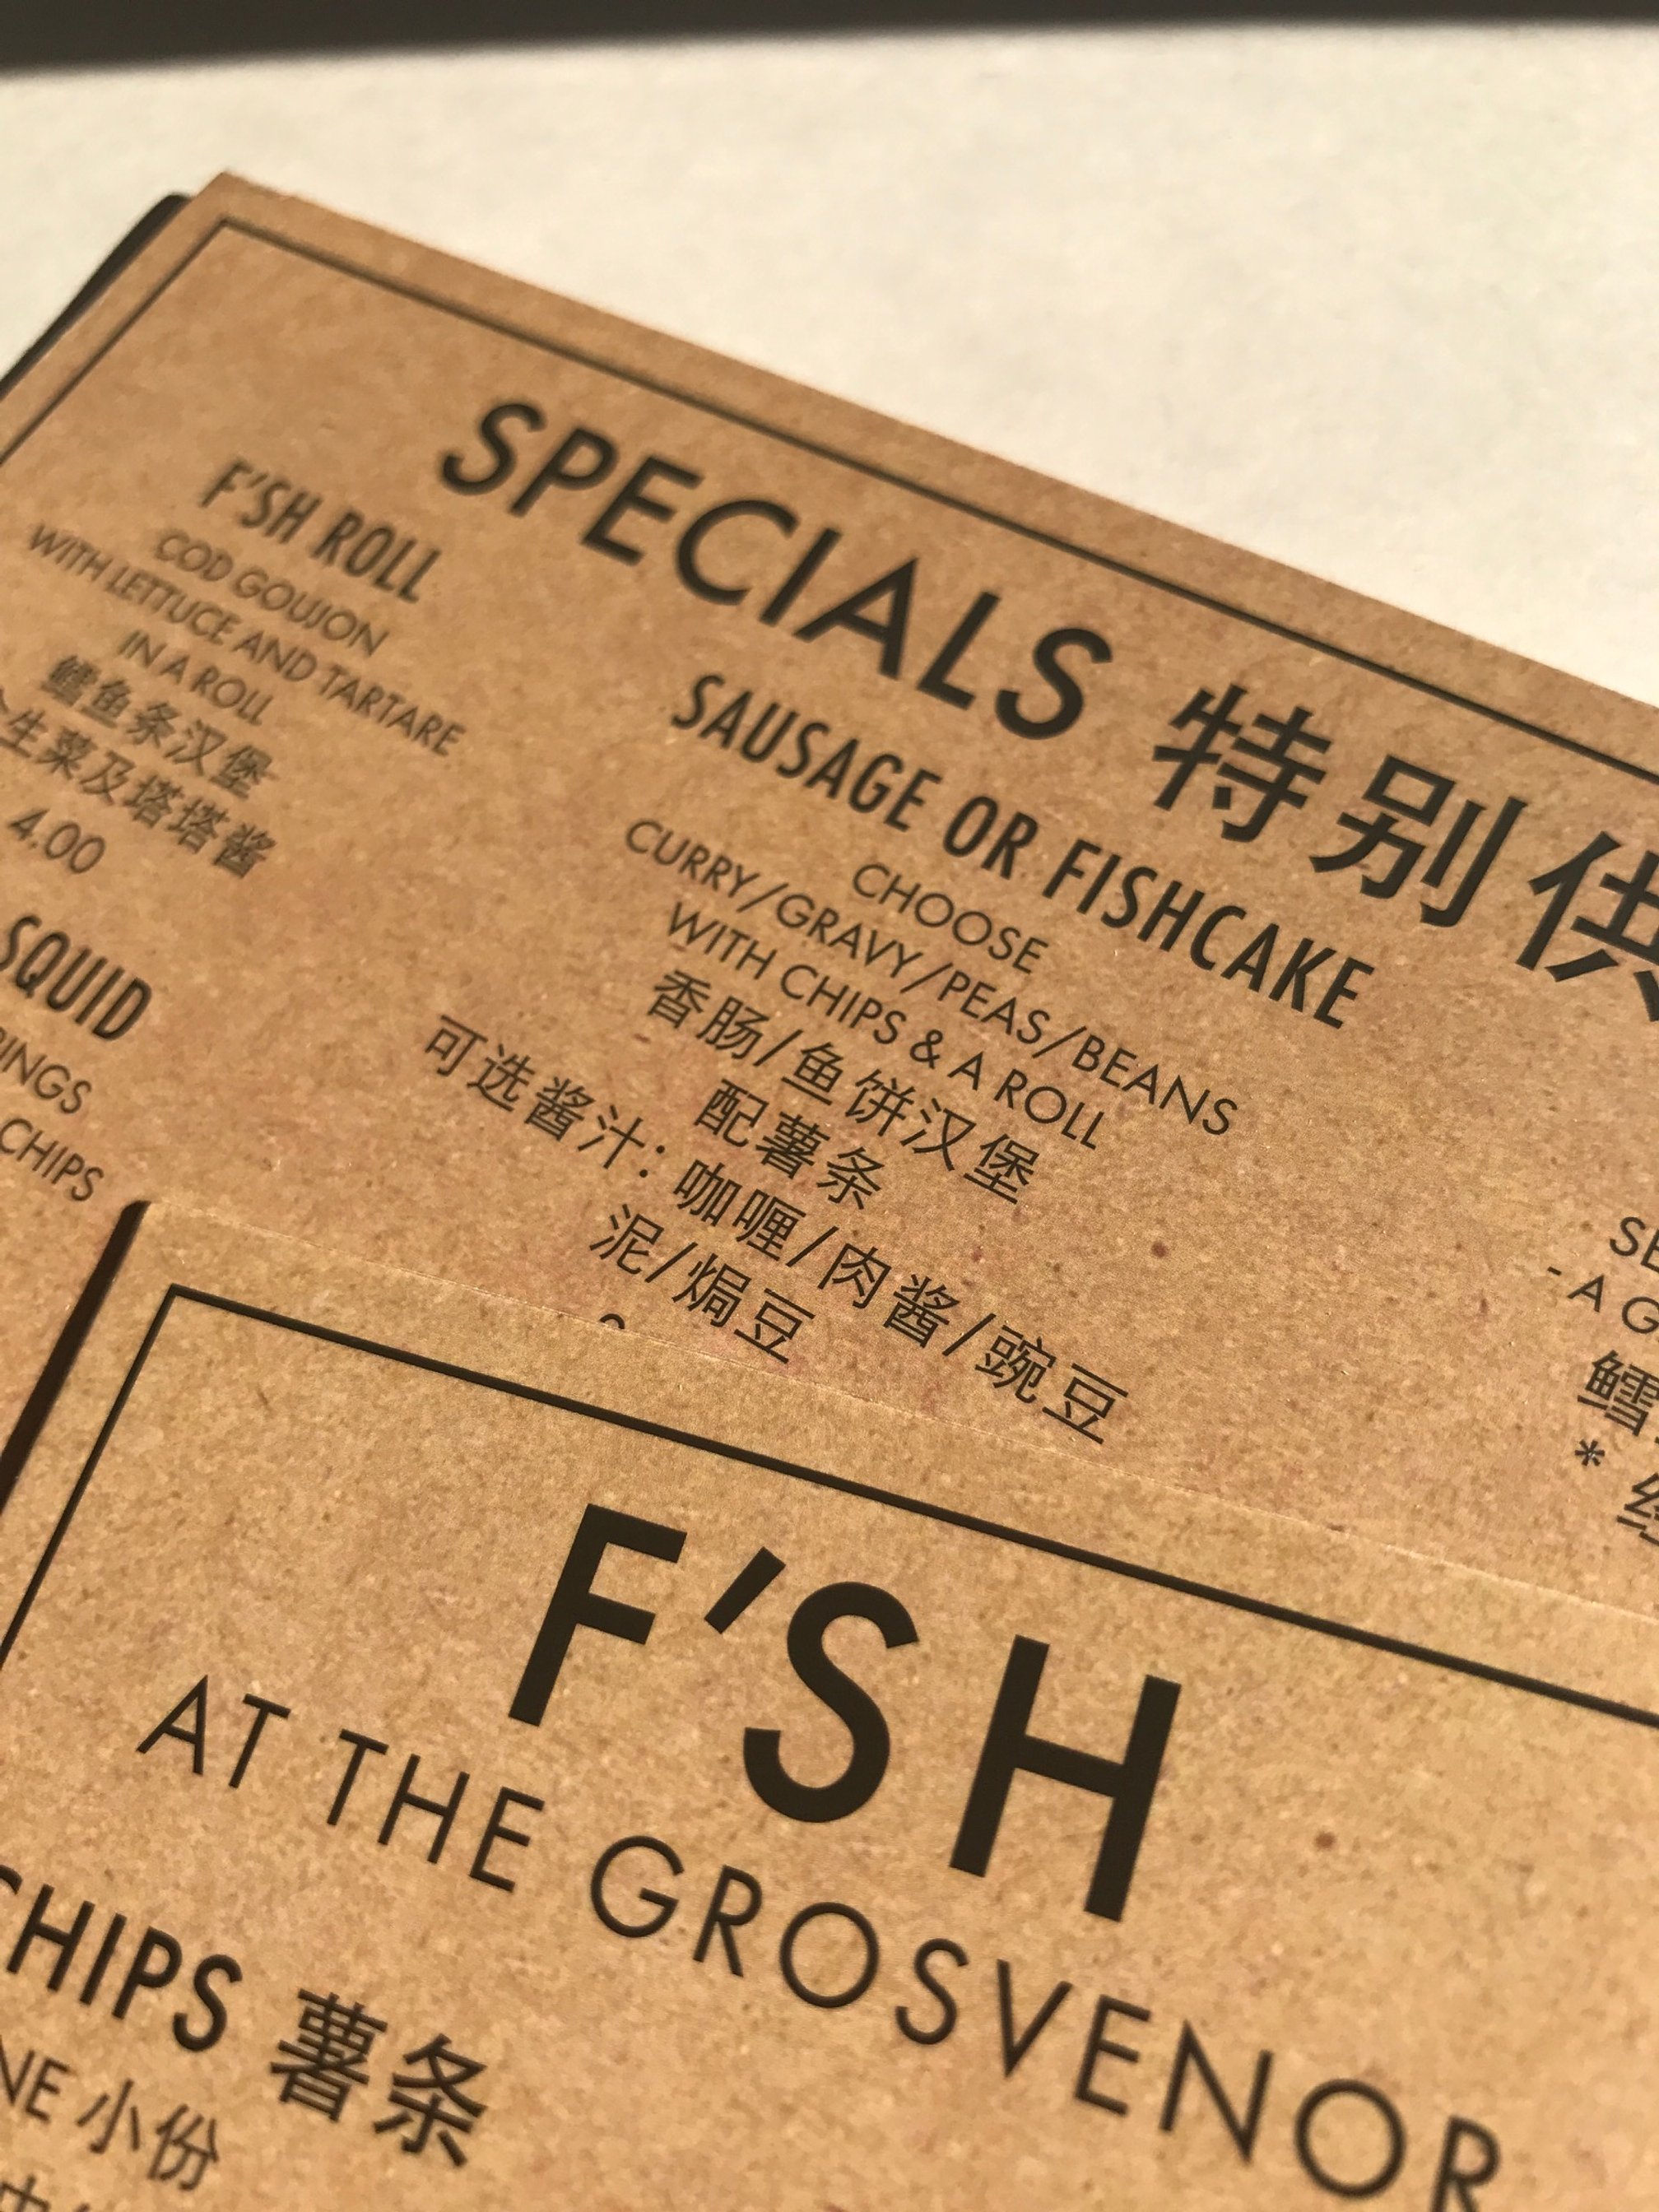 SPECIALS 特别供
F'SH ROLL
COD GOUJON
WITH LETTUCE AND TARTARE
IN A ROLL
鳕鱼条汉堡
生菜及塔塔酱
4.00
SQUID
RINGS
CHIPS
SAUSAGE OR FISHCAKE
CHOOSE
CURRY/GRAVY/PEAS/BEANS
WITH CHIPS & A ROLL
香肠/鱼饼汉堡
配薯条
可选酱汁: 咖喱/肉酱/豌豆
泥/焗豆
- A G
鳕
*
F'SH
AT THE GROSVENOR
CHIPS 薯条
小份